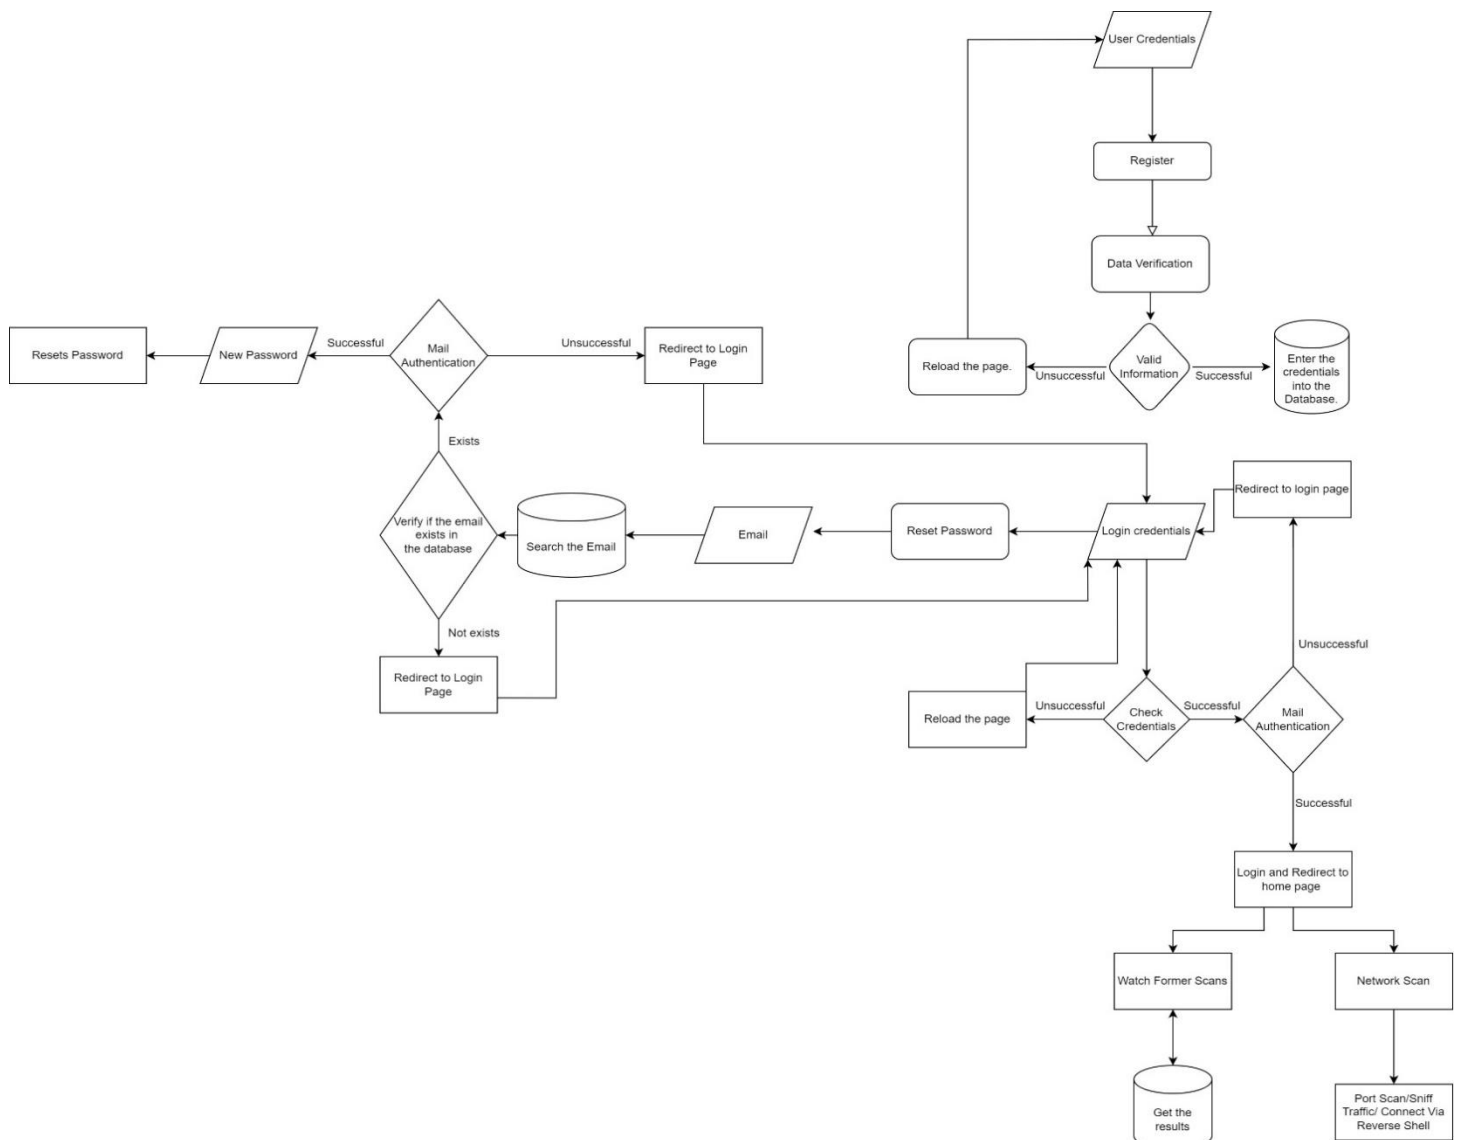 User Credentials
Register
Data Verification
Mail
Authentication
Successful
Unsuccessful
Resets Password
New Password
Redirect to Login
Page
Reload the page.
Unsuccessful
Valid
Information
Successful
Enter the
credentials
into the
Database.
Exists
Verify if the email
exists in
the database
Search the Email
Email
Reset Password
Login credentials
Redirect to login page
Not exists
Redirect to Login
Page
Unsuccessful
Reload the page
Unsuccessful
Check
Credentials
Successful
Mail
Authentication
Successful
Login and Redirect to
home page
Watch Former Scans
Network Scan
Get the
results
Port Scan/Sniff
Traffic/ Connect Via
Reverse Shell